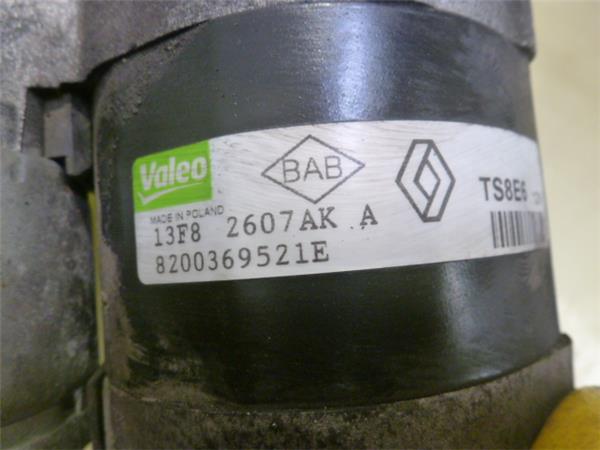 Valeo
BAB
TS8E6
MADE IN POLAND
13F8 2607AK A
8200369521E